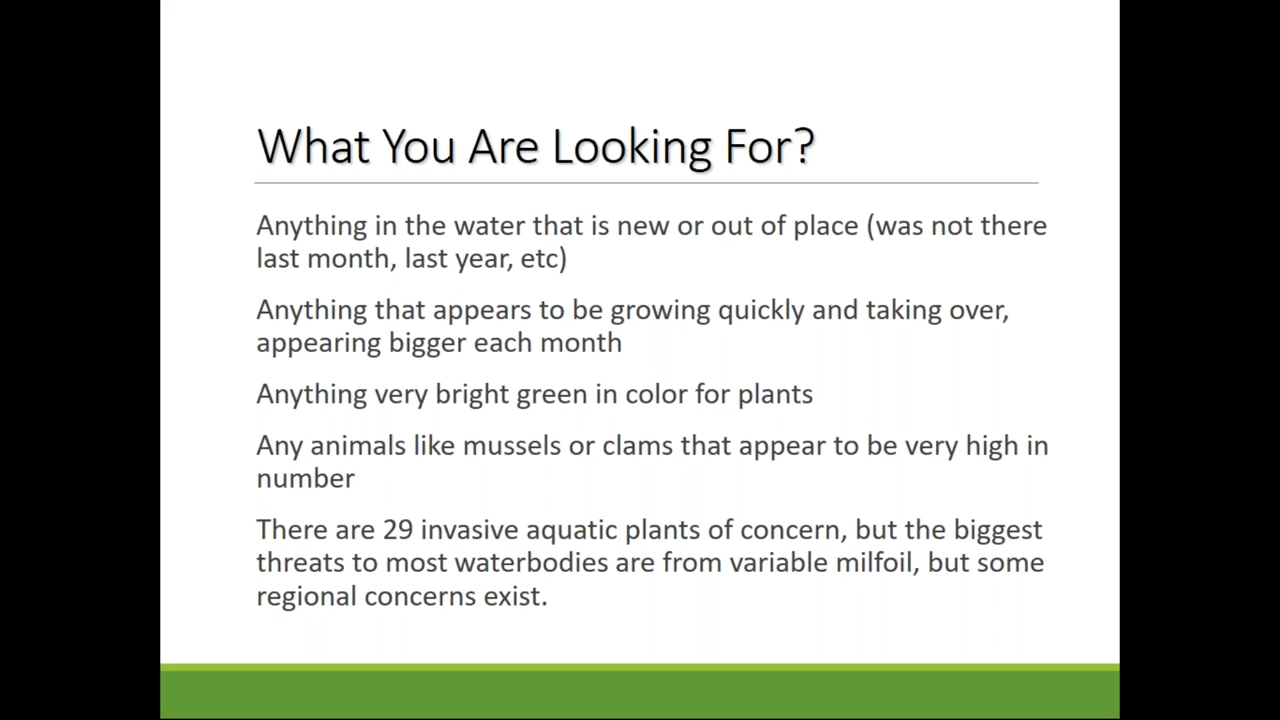 What You Are Looking For?
Anything in the water that is new or out of place (was not there
last month, last year, etc)
Anything that appears to be growing quickly and taking over,
appearing bigger each month
Anything very bright green in color for plants
Any animals like mussels or clams that appear to be very high in
number
There are 29 invasive aquatic plants of concern, but the biggest
threats to most waterbodies are from variable milfoil, but some
regional concerns exist.